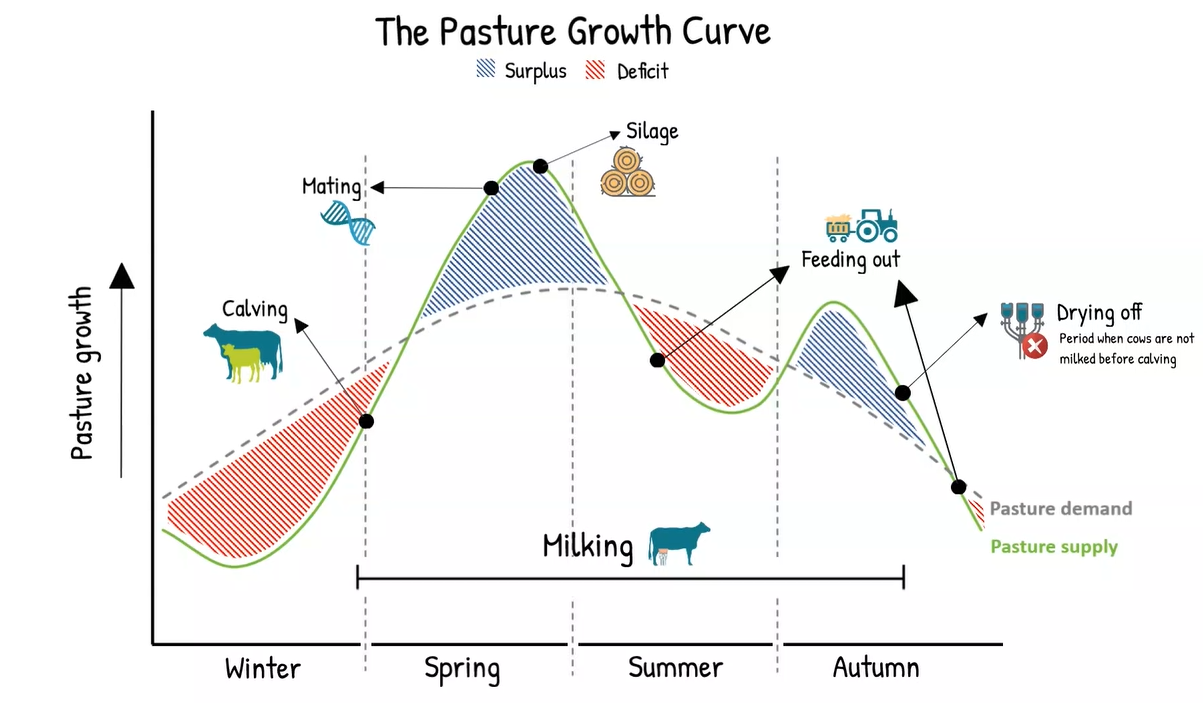 The Pasture Growth Curve
Surplus
Deficit
Silage
Mating
Feeding out
Calving
Drying off
Period when cows are not
milked before calving
Pasture growth
Pasture demand
Milking
Pasture supply
Winter
Spring
Summer
Autumn